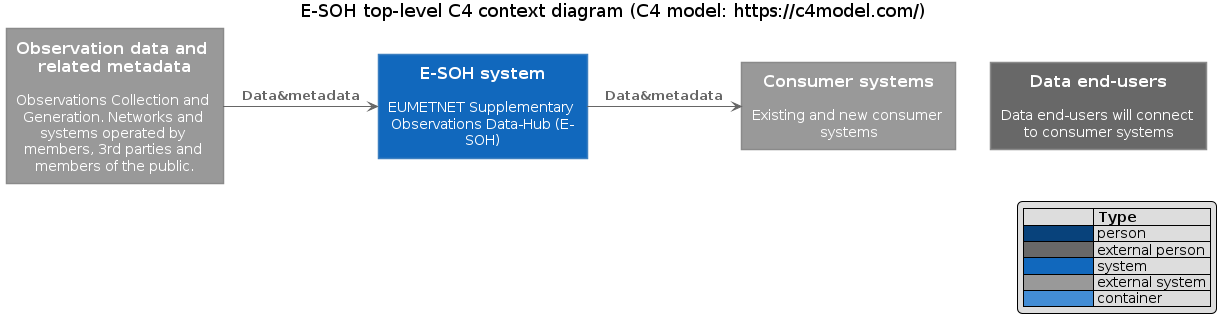 E-SOH top-level C4 context diagram (C4 model: https://c4model.com/)
Observation data and
related metadata
Observations Collection and
Generation. Networks and
systems operated by
members, 3rd parties and
members of the public.
Data&metadata
E-SOH system
EUMETNET Supplementary
Observations Data-Hub (E-
SOH)
Data&metadata
Consumer systems
Existing and new consumer
systems
Data end-users
Data end-users will connect
to consumer systems
Type
person
external person
system
external system
container